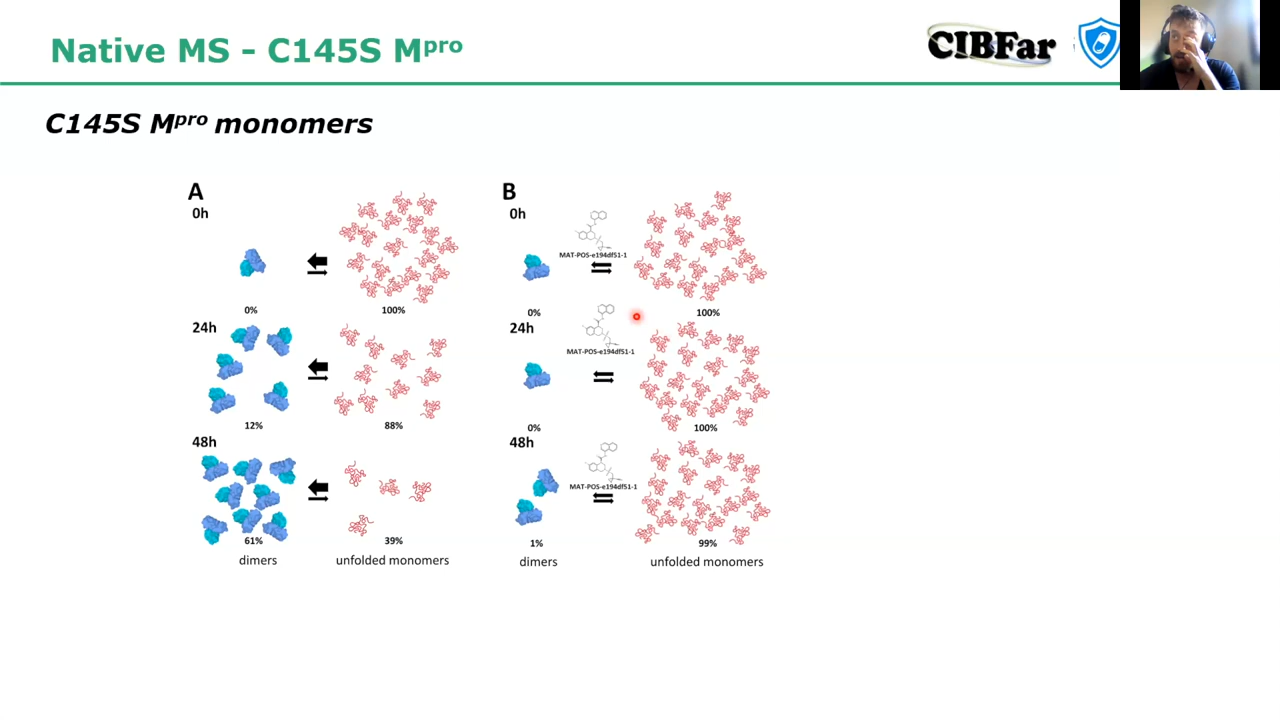 Native MS - C145S Mᵖʳᵒ
CIBFar
C145S Mᵖʳᵒ monomers
A
0h
0%
100%
24h
12%
88%
48h
61%
39%
dimers
unfolded monomers
B
0h
MAT-POS-e194df51-1
0%
100%
24h
MAT-POS-e194df51-1
0%
100%
48h
MAT-POS-e194df51-1
1%
99%
dimers
unfolded monomers